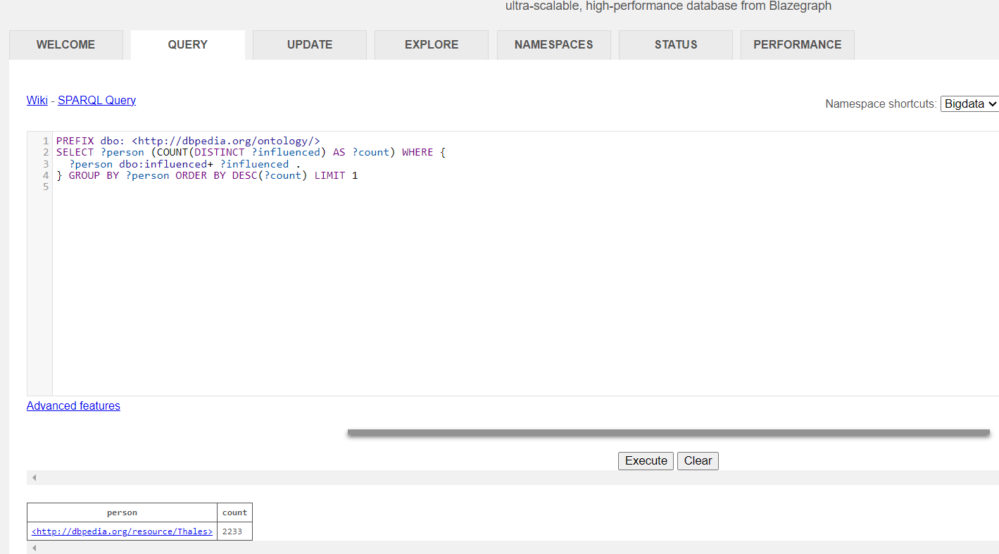 ultra-scalable, high-performance database from Blazegraph
WELCOME QUERY UPDATE EXPLORE NAMESPACES STATUS PERFORMANCE
Wiki - SPARQL Query
Namespace shortcuts: Bigdata
1 PREFIX dbo: <http://dbpedia.org/ontology/>
2 SELECT ?person (COUNT(DISTINCT ?influenced) AS ?count) WHERE {
3   ?person dbo:influenced+ ?influenced .
4 } GROUP BY ?person ORDER BY DESC(?count) LIMIT 1
5
Advanced features
Execute Clear
person count
<http://dbpedia.org/resource/Thales> 2233